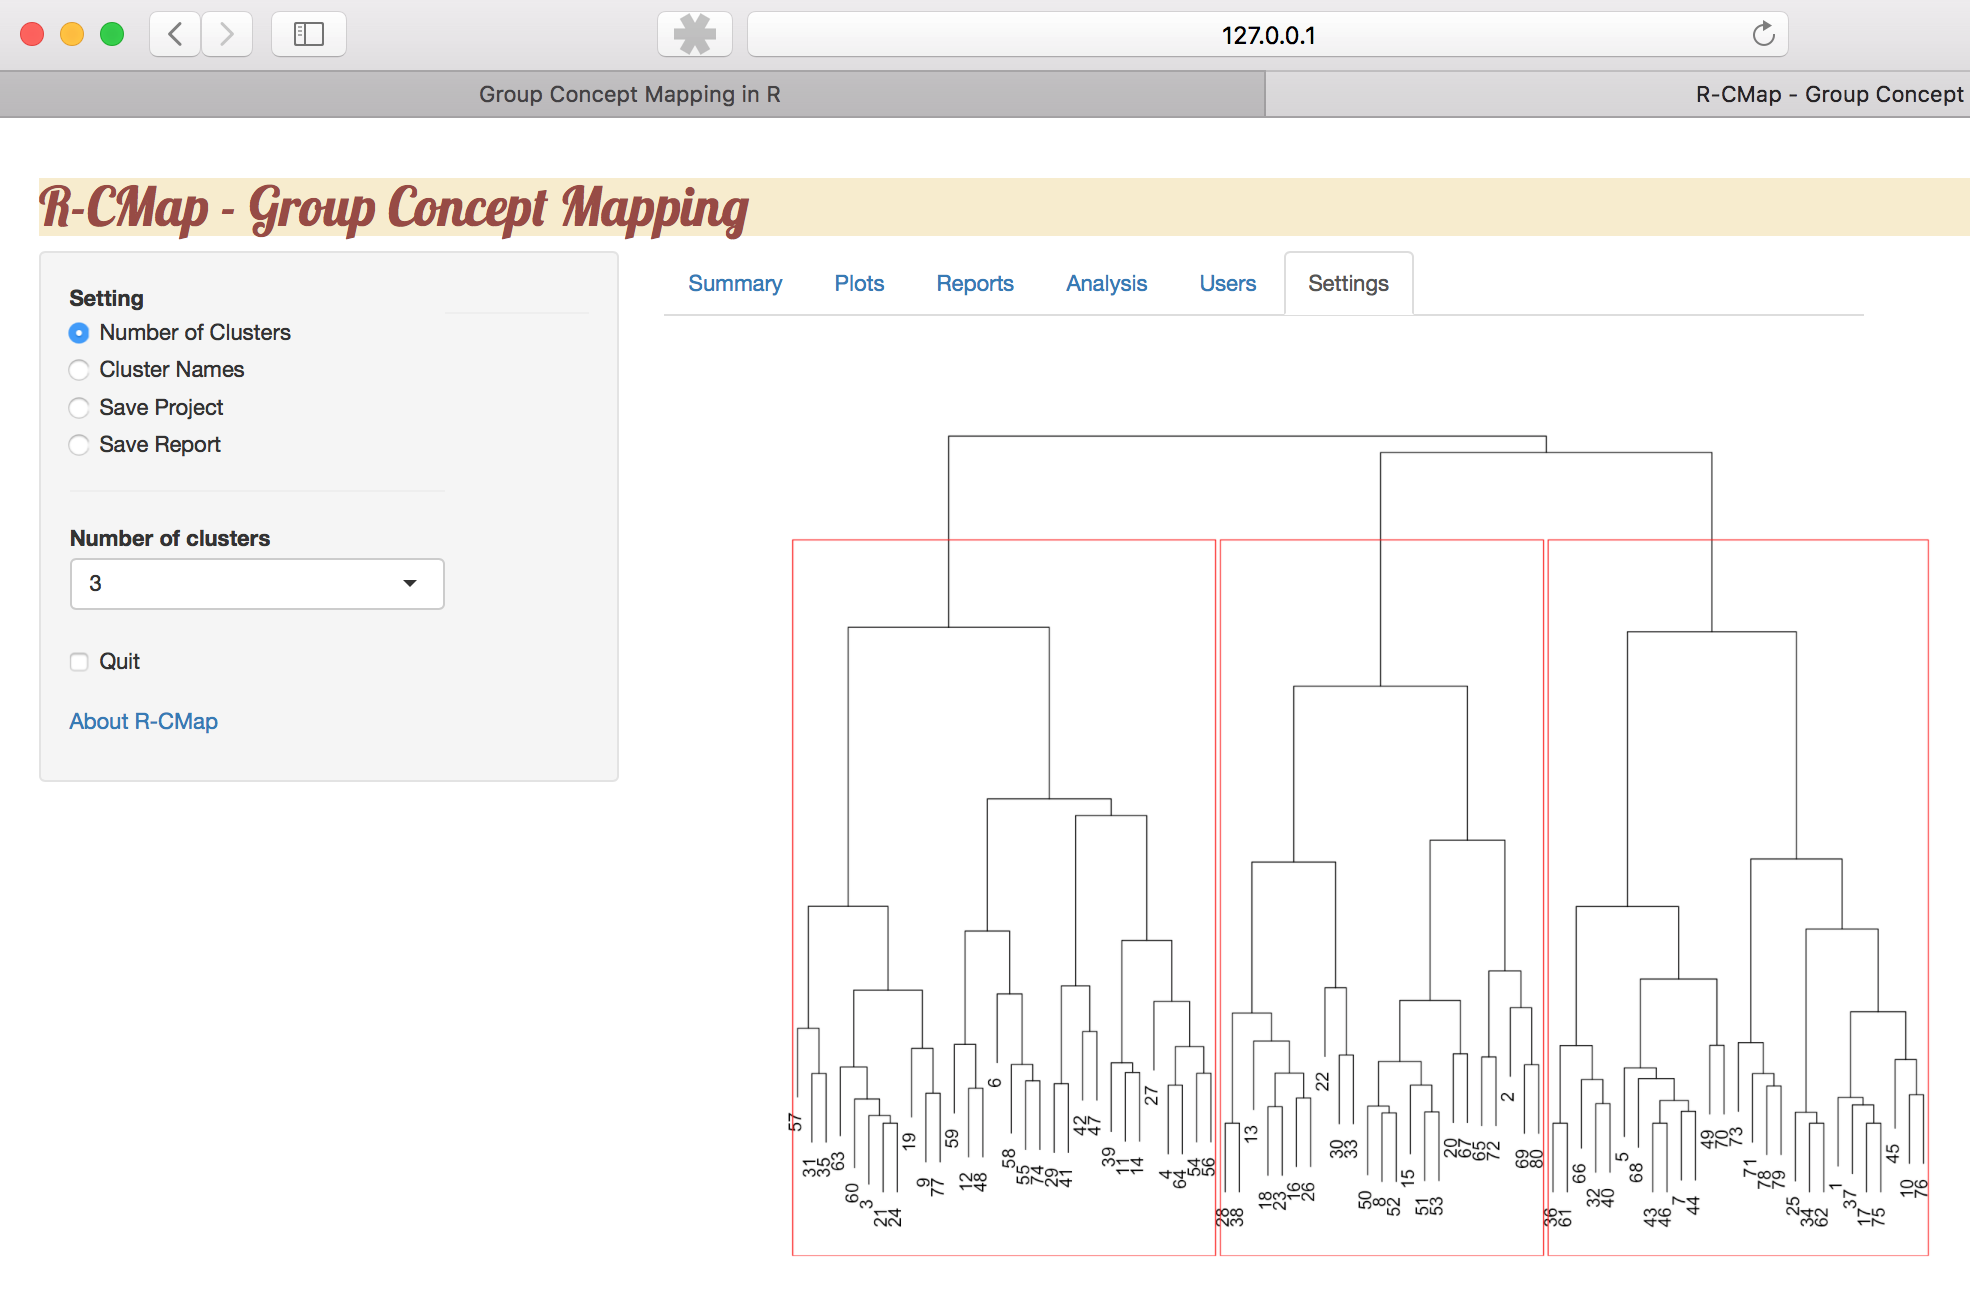 127.0.0.1
Group Concept Mapping in R
R-CMap - Group Concept
R-CMap - Group Concept Mapping
Summary Plots Reports Analysis Users Settings
Setting
Number of Clusters
Cluster Names
Save Project
Save Report
Number of clusters
3
Quit
About R-CMap
57 31 35 63 60 3 21 24 19 9 77 59 12 48 6 58 55 74 29 41 42 47 39 11 14 27 4 64 54 56
28 38 13 18 23 16 26 22 30 33 50 8 52 15 51 53 20 67 65 72 2 69 80
36 61 66 32 40 5 68 43 46 7 44 49 70 73 71 78 79 25 34 62 1 37 17 75 45 10 76